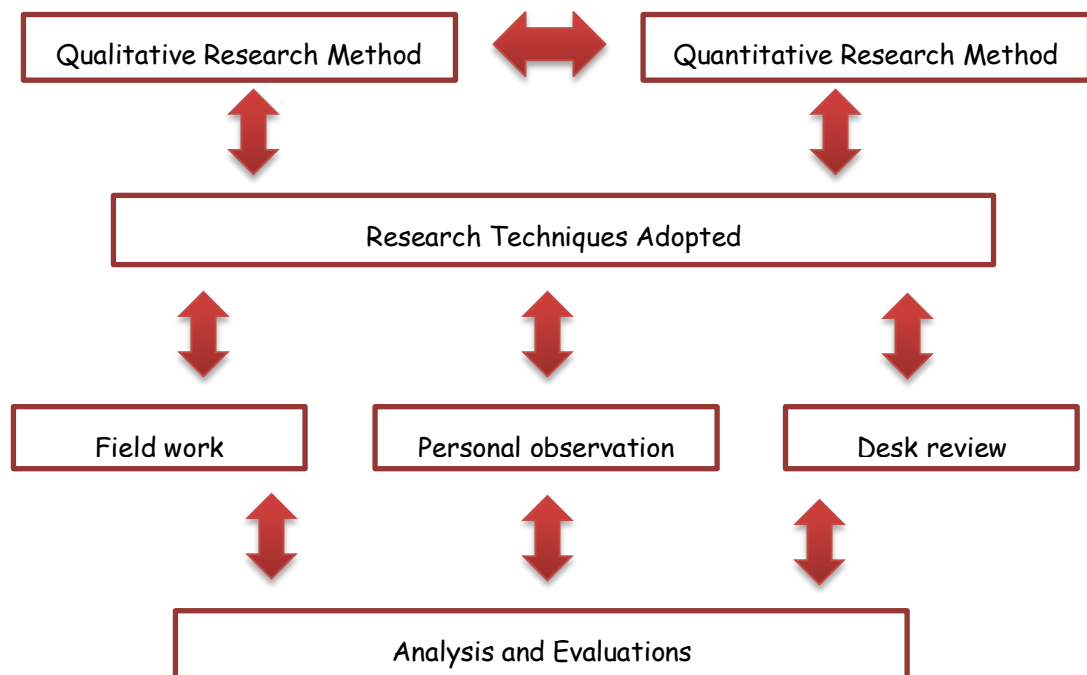 Qualitative Research Method
Quantitative Research Method
Research Techniques Adopted
Field work
Personal observation
Desk review
Analysis and Evaluations